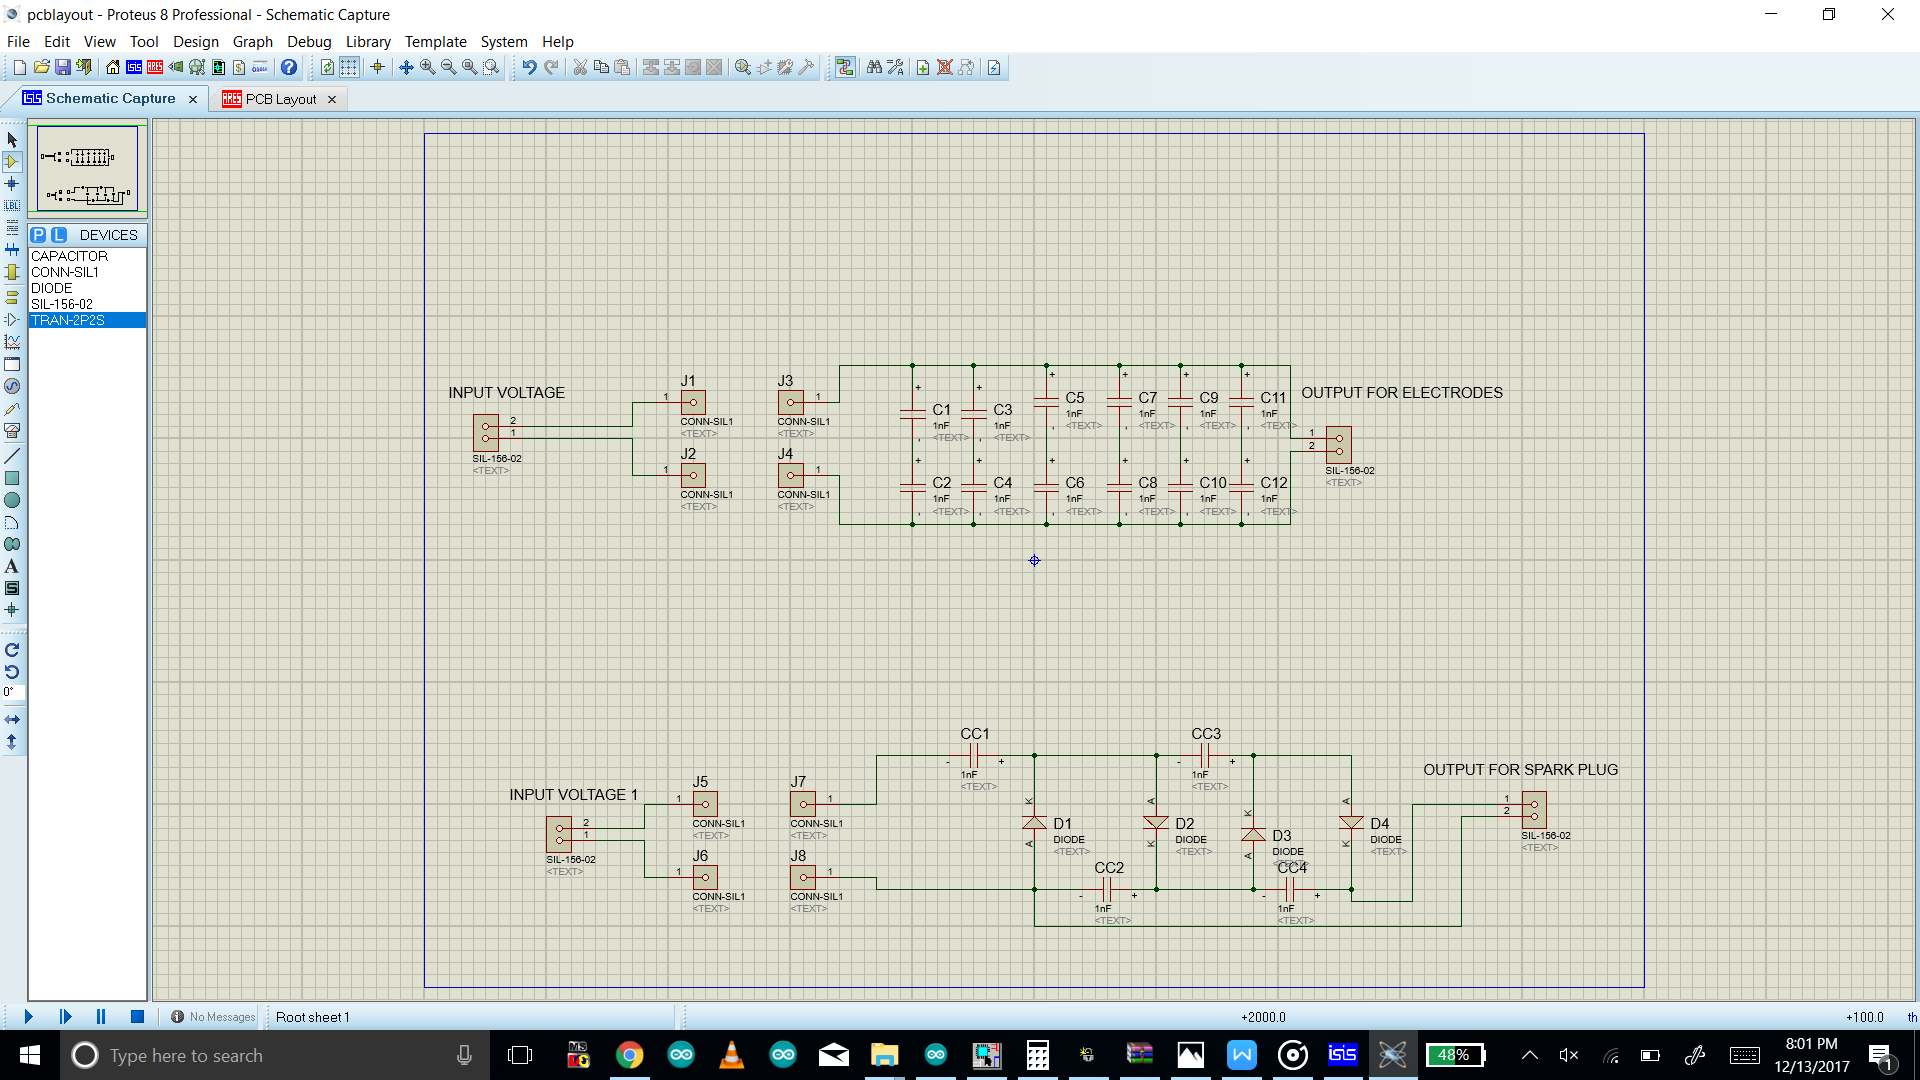 pcblayout - Proteus 8 Professional - Schematic Capture
File Edit View Tool Design Graph Debug Library Template System Help
Schematic Capture
PCB Layout
P L DEVICES
CAPACITOR
CONN-SIL1
DIODE
SIL-156-02
TRAN-2P2S
LBL
A
S
0°
INPUT VOLTAGE
2
1
SIL-156-02
<TEXT>
J1
1
CONN-SIL1
<TEXT>
J2
1
CONN-SIL1
<TEXT>
J3
1
CONN-SIL1
<TEXT>
J4
1
CONN-SIL1
<TEXT>
C1
1nF
<TEXT>
C3
1nF
<TEXT>
C5
1nF
<TEXT>
C7
1nF
<TEXT>
C9
1nF
<TEXT>
C11
1nF
<TEXT>
C2
1nF
<TEXT>
C4
1nF
<TEXT>
C6
1nF
<TEXT>
C8
1nF
<TEXT>
C10
1nF
<TEXT>
C12
1nF
<TEXT>
OUTPUT FOR ELECTRODES
1
2
SIL-156-02
<TEXT>
INPUT VOLTAGE 1
2
1
SIL-156-02
<TEXT>
J5
1
CONN-SIL1
<TEXT>
J6
1
CONN-SIL1
<TEXT>
J7
1
CONN-SIL1
<TEXT>
J8
1
CONN-SIL1
<TEXT>
CC1
- +
1nF
<TEXT>
CC3
- +
1nF
<TEXT>
K
D1
DIODE
A
<TEXT>
A
D2
DIODE
K
<TEXT>
K
D3
DIODE
A
<TEXT>
A
D4
DIODE
K
<TEXT>
CC2
- +
1nF
<TEXT>
CC4
- +
1nF
<TEXT>
OUTPUT FOR SPARK PLUG
1
2
SIL-156-02
<TEXT>
No Messages
Root sheet 1
+2000.0
+100.0
th
Type here to search
48%
8:01 PM
12/13/2017
1